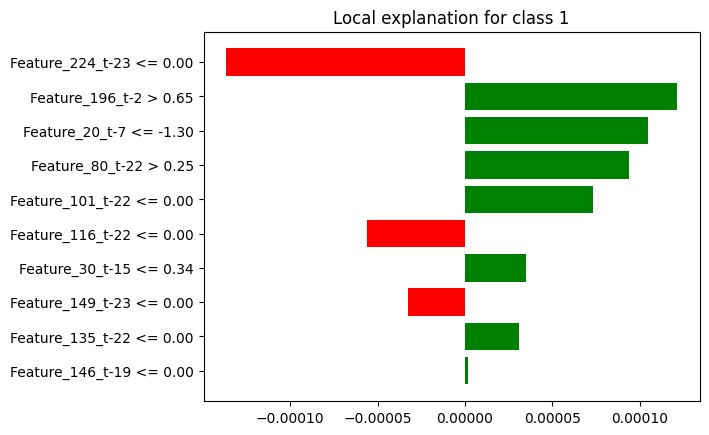 Local explanation for class 1
Feature_224_t-23 <= 0.00
Feature_196_t-2 > 0.65
Feature_20_t-7 <= -1.30
Feature_80_t-22 > 0.25
Feature_101_t-22 <= 0.00
Feature_116_t-22 <= 0.00
Feature_30_t-15 <= 0.34
Feature_149_t-23 <= 0.00
Feature_135_t-22 <= 0.00
Feature_146_t-19 <= 0.00
−0.00010 −0.00005 0.00000 0.00005 0.00010